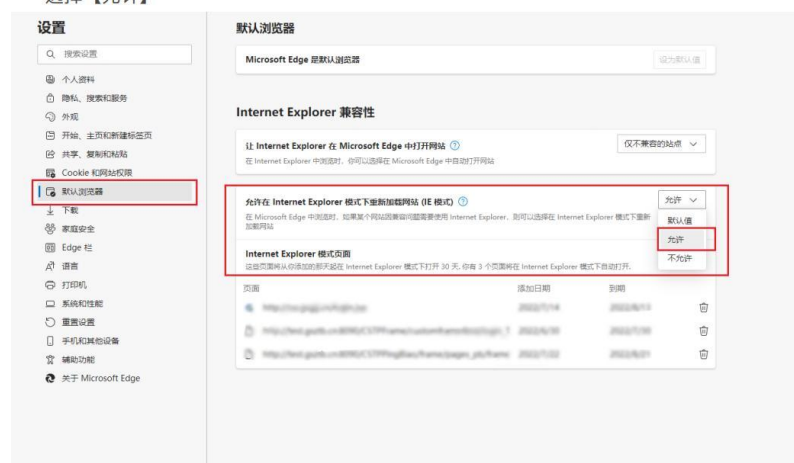 选择【允许】
设置
搜索设置
个人资料
隐私、搜索和服务
外观
开始、主页和新建标签页
共享、复制和粘贴
Cookie 和网站权限
默认浏览器
下载
家庭安全
Edge 栏
语言
打印机
系统和性能
重置设置
手机和其他设备
辅助功能
关于 Microsoft Edge
默认浏览器
Microsoft Edge 是默认浏览器
设为默认值
Internet Explorer 兼容性
让 Internet Explorer 在 Microsoft Edge 中打开网站
仅不兼容的站点
在 Internet Explorer 中浏览时，你可以选择在 Microsoft Edge 中自动打开网站
允许在 Internet Explorer 模式下重新加载网站 (IE 模式)
允许
在 Microsoft Edge 中浏览时，如果某个网站因兼容问题需要使用 Internet Explorer，则可以选择在 Internet Explorer 模式下重新
加载网站
默认值
允许
不允许
Internet Explorer 模式页面
这些页面将从你添加的那天起在 Internet Explorer 模式下打开 30 天. 你有 3 个页面将在 Internet Explorer 模式下自动打开.
页面
添加日期
到期